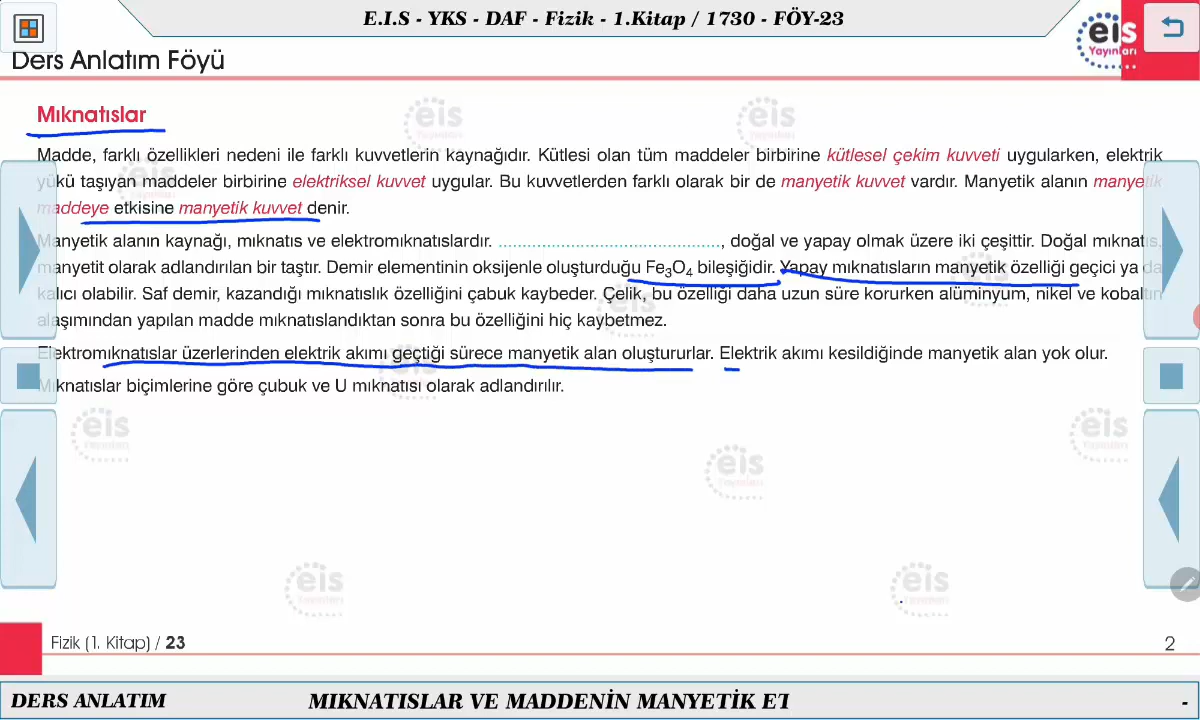 E.I.S - YKS - DAF - Fizik - 1.Kitap / 1730 - FÖY-23
eis
Yayınları
Ders Anlatım Föyü
Mıknatıslar
Madde, farklı özellikleri nedeni ile farklı kuvvetlerin kaynağıdır. Kütlesi olan tüm maddeler birbirine kütlesel çekim kuvveti uygularken, elektrik
yükü taşıyan maddeler birbirine elektriksel kuvvet uygular. Bu kuvvetlerden farklı olarak bir de manyetik kuvvet vardır. Manyetik alanın manyetik
maddeye etkisine manyetik kuvvet denir.
Manyetik alanın kaynağı, mıknatıs ve elektromıknatıslardır. ............................................., doğal ve yapay olmak üzere iki çeşittir. Doğal mıknatıs,
manyetit olarak adlandırılan bir taştır. Demir elementinin oksijenle oluşturduğu Fe3O4 bileşiğidir. Yapay mıknatısların manyetik özelliği geçici ya da
kalıcı olabilir. Saf demir, kazandığı mıknatıslık özelliğini çabuk kaybeder. Çelik, bu özelliği daha uzun süre korurken alüminyum, nikel ve kobaltın
alaşımından yapılan madde mıknatıslandıktan sonra bu özelliğini hiç kaybetmez.
Elektromıknatıslar üzerlerinden elektrik akımı geçtiği sürece manyetik alan oluştururlar. Elektrik akımı kesildiğinde manyetik alan yok olur.
Mıknatıslar biçimlerine göre çubuk ve U mıknatısı olarak adlandırılır.
Fizik (1. Kitap) / 23
2
DERS ANLATIM
MIKNATISLAR VE MADDENİN MANYETİK ET
-